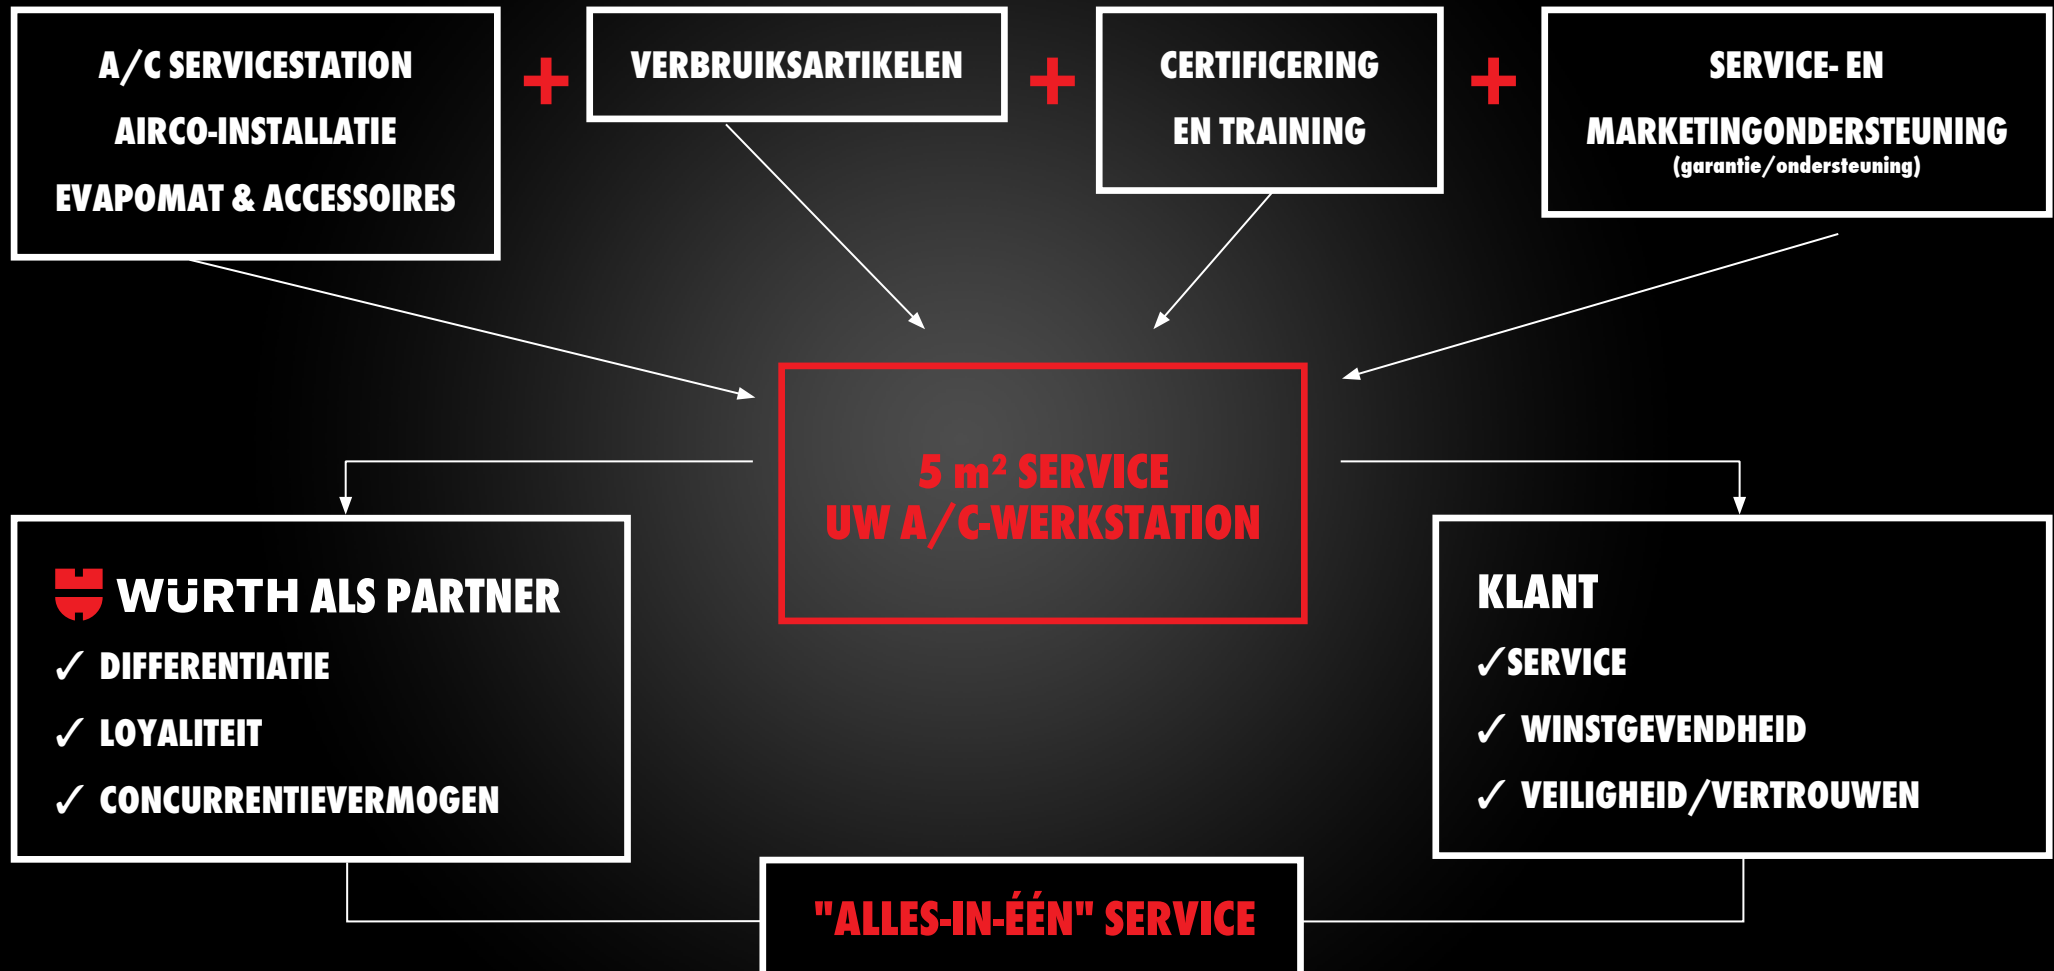 A/C SERVICESTATION
AIRCO-INSTALLATIE
EVAPOMAT & ACCESSOIRES
+
VERBRUIKSARTIKELEN
+
CERTIFICERING
EN TRAINING
+
SERVICE- EN
MARKETINGONDERSTEUNING
(garantie/ondersteuning)
5 m² SERVICE
UW A/C-WERKSTATION
WÜRTH ALS PARTNER
✓ DIFFERENTIATIE
✓ LOYALITEIT
✓ CONCURRENTIEVERMOGEN
KLANT
✓SERVICE
✓ WINSTGEVENDHEID
✓ VEILIGHEID/VERTROUWEN
"ALLES-IN-ÉÉN" SERVICE